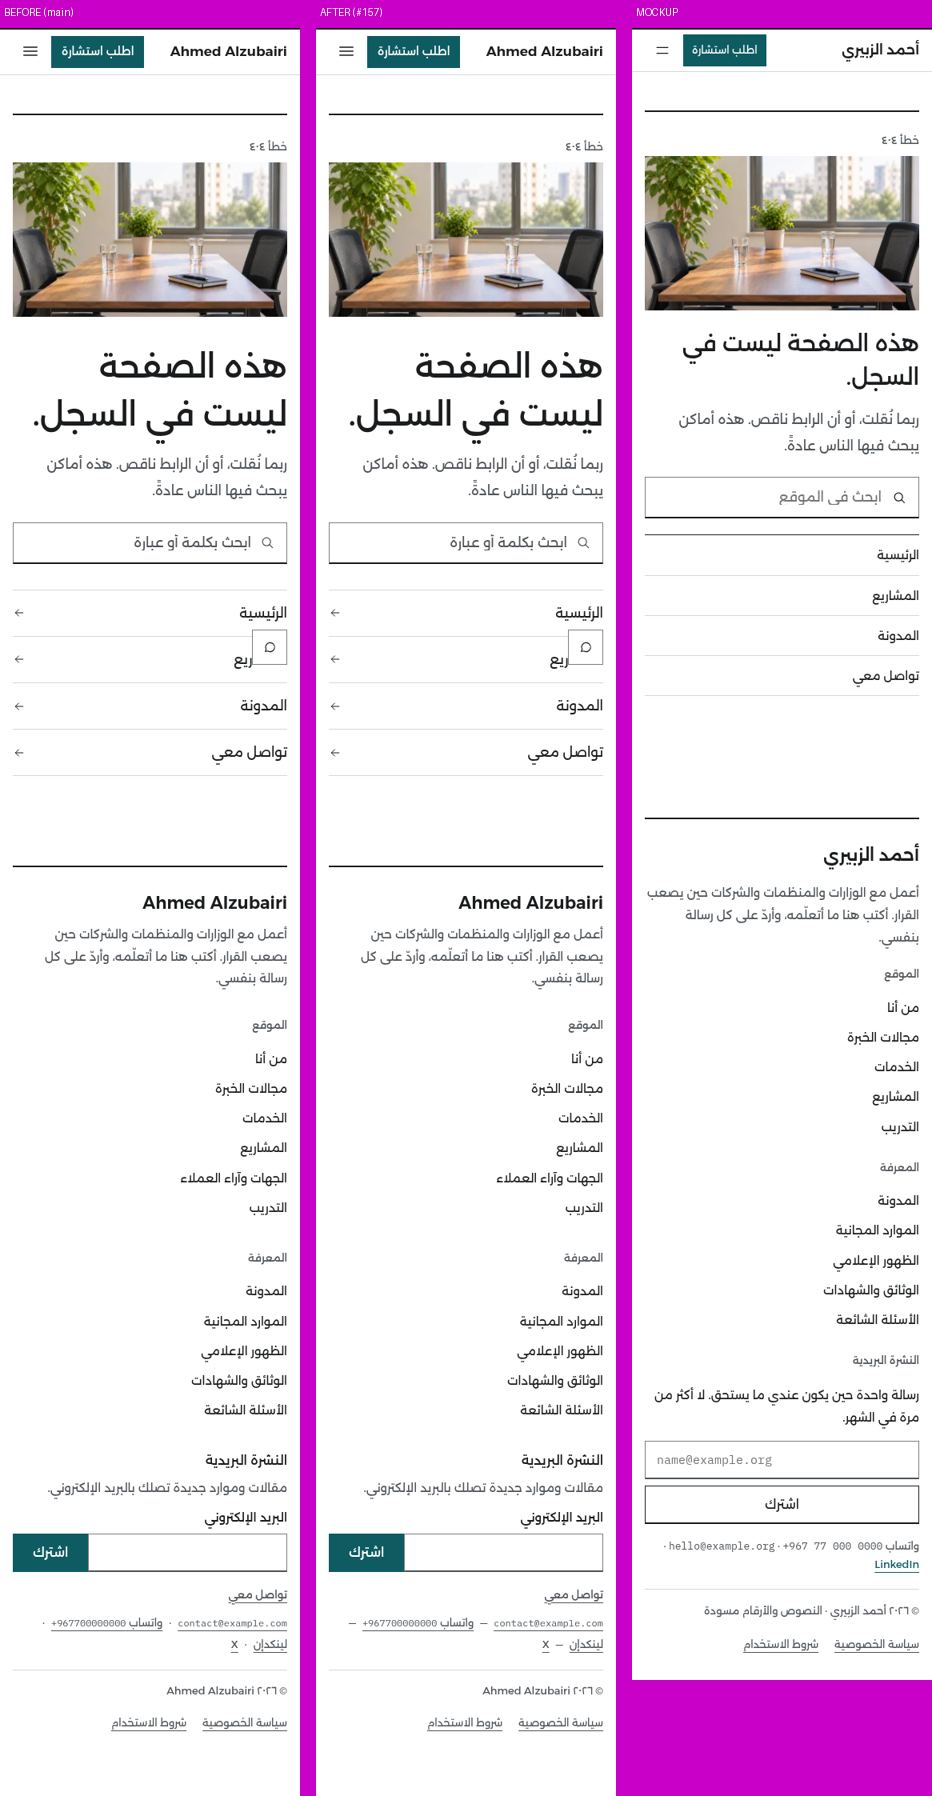 BEFORE (main)
Ahmed Alzubairi
اطلب استشارة
خطأ ٤٠٤
هذه الصفحة
ليست في السجل.
ربما نُقلت، أو أن الرابط ناقص. هذه أماكن
يبحث فيها الناس عادةً.
ابحث بكلمة أو عبارة
الرئيسية
ريع
المدونة
تواصل معي
Ahmed Alzubairi
أعمل مع الوزارات والمنظمات والشركات حين
يصعب القرار. أكتب هنا ما أتعلّمه، وأردّ على كل
رسالة بنفسي.
الموقع
من أنا
مجالات الخبرة
الخدمات
المشاريع
الجهات وآراء العملاء
التدريب
المعرفة
المدونة
الموارد المجانية
الظهور الإعلامي
الوثائق والشهادات
الأسئلة الشائعة
النشرة البريدية
مقالات وموارد جديدة تصلك بالبريد الإلكتروني.
البريد الإلكتروني
اشترك
تواصل معي
contact@example.com · واتساب +967700000000 ·
لينكدإن · X
© ٢٠٢٦ Ahmed Alzubairi
سياسة الخصوصية شروط الاستخدام
AFTER (#157)
Ahmed Alzubairi
اطلب استشارة
خطأ ٤٠٤
هذه الصفحة
ليست في السجل.
ربما نُقلت، أو أن الرابط ناقص. هذه أماكن
يبحث فيها الناس عادةً.
ابحث بكلمة أو عبارة
الرئيسية
ريع
المدونة
تواصل معي
Ahmed Alzubairi
أعمل مع الوزارات والمنظمات والشركات حين
يصعب القرار. أكتب هنا ما أتعلّمه، وأردّ على كل
رسالة بنفسي.
الموقع
من أنا
مجالات الخبرة
الخدمات
المشاريع
الجهات وآراء العملاء
التدريب
المعرفة
المدونة
الموارد المجانية
الظهور الإعلامي
الوثائق والشهادات
الأسئلة الشائعة
النشرة البريدية
مقالات وموارد جديدة تصلك بالبريد الإلكتروني.
البريد الإلكتروني
اشترك
تواصل معي
contact@example.com — واتساب +967700000000 —
لينكدإن — X
© ٢٠٢٦ Ahmed Alzubairi
سياسة الخصوصية شروط الاستخدام
MOCKUP
أحمد الزبيري
اطلب استشارة
خطأ ٤٠٤
هذه الصفحة ليست في
السجل.
ربما نُقلت، أو أن الرابط ناقص. هذه أماكن
يبحث فيها الناس عادةً.
ابحث في الموقع
الرئيسية
المشاريع
المدونة
تواصل معي
أحمد الزبيري
أعمل مع الوزارات والمنظمات والشركات حين يصعب
القرار. أكتب هنا ما أتعلّمه، وأردّ على كل رسالة
بنفسي.
الموقع
من أنا
مجالات الخبرة
الخدمات
المشاريع
التدريب
المعرفة
المدونة
الموارد المجانية
الظهور الإعلامي
الوثائق والشهادات
الأسئلة الشائعة
النشرة البريدية
رسالة واحدة حين يكون عندي ما يستحق. لا أكثر من
مرة في الشهر.
name@example.org
اشترك
واتساب +967 77 000 0000 · hello@example.org ·
LinkedIn
© ٢٠٢٦ أحمد الزبيري · النصوص والأرقام مسودة
سياسة الخصوصية شروط الاستخدام